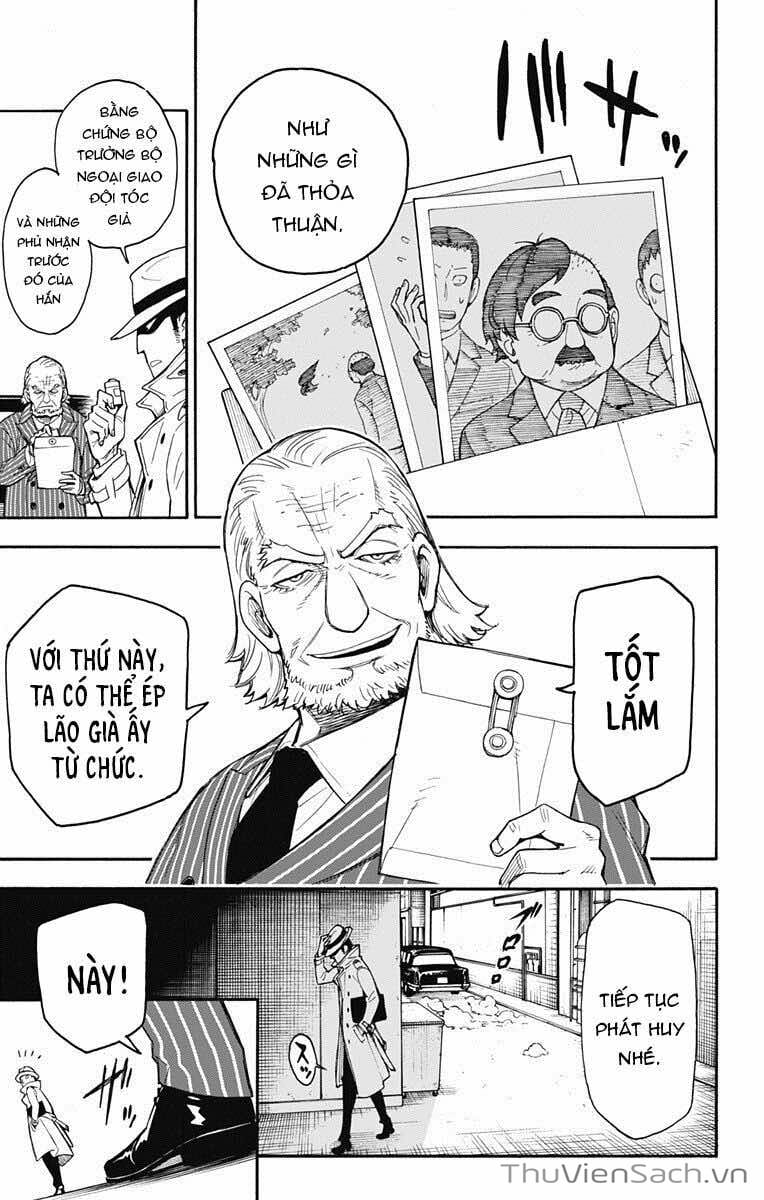 NHƯ
NHỮNG GÌ
ĐÃ THỎA
THUẬN.
BẰNG
CHỨNG BỘ
TRƯỞNG BỘ
NGOẠI GIAO
ĐỘI TÓC
GIẢ
VÀ NHỮNG
PHỦ NHẬN
TRƯỚC
ĐÓ CỦA
HẮN
TỐT
LẮM
VỚI THỨ NÀY,
TA CÓ THỂ ÉP
LÃO GIÀ ẤY
TỪ CHỨC.
TIẾP TỤC
PHÁT HUY
NHÉ.
スッ
NÀY!
ThuVienSach.vn